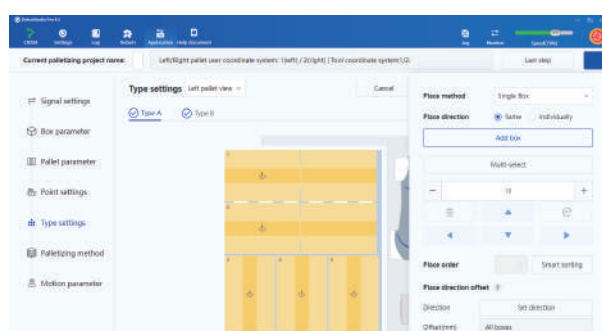 Settings Log Robot Application Help document Jog Monitor
Current palletizing project name: Left/Right pallet user coordinate system: 1(left) / 2(right) | Tool coordinate system: 1/2 Last step
Type settings Left pallet view Cancel
Type A Type B
Signal settings
Box parameter
Pallet parameter
Point settings
Type settings
Palletizing method
Motion parameter
Place method Single Box
Place direction Same Individually
Add box
Multi-select
Place order Smart sorting
Place direction offset
Direction Set direction
Offset(mm) All boxes